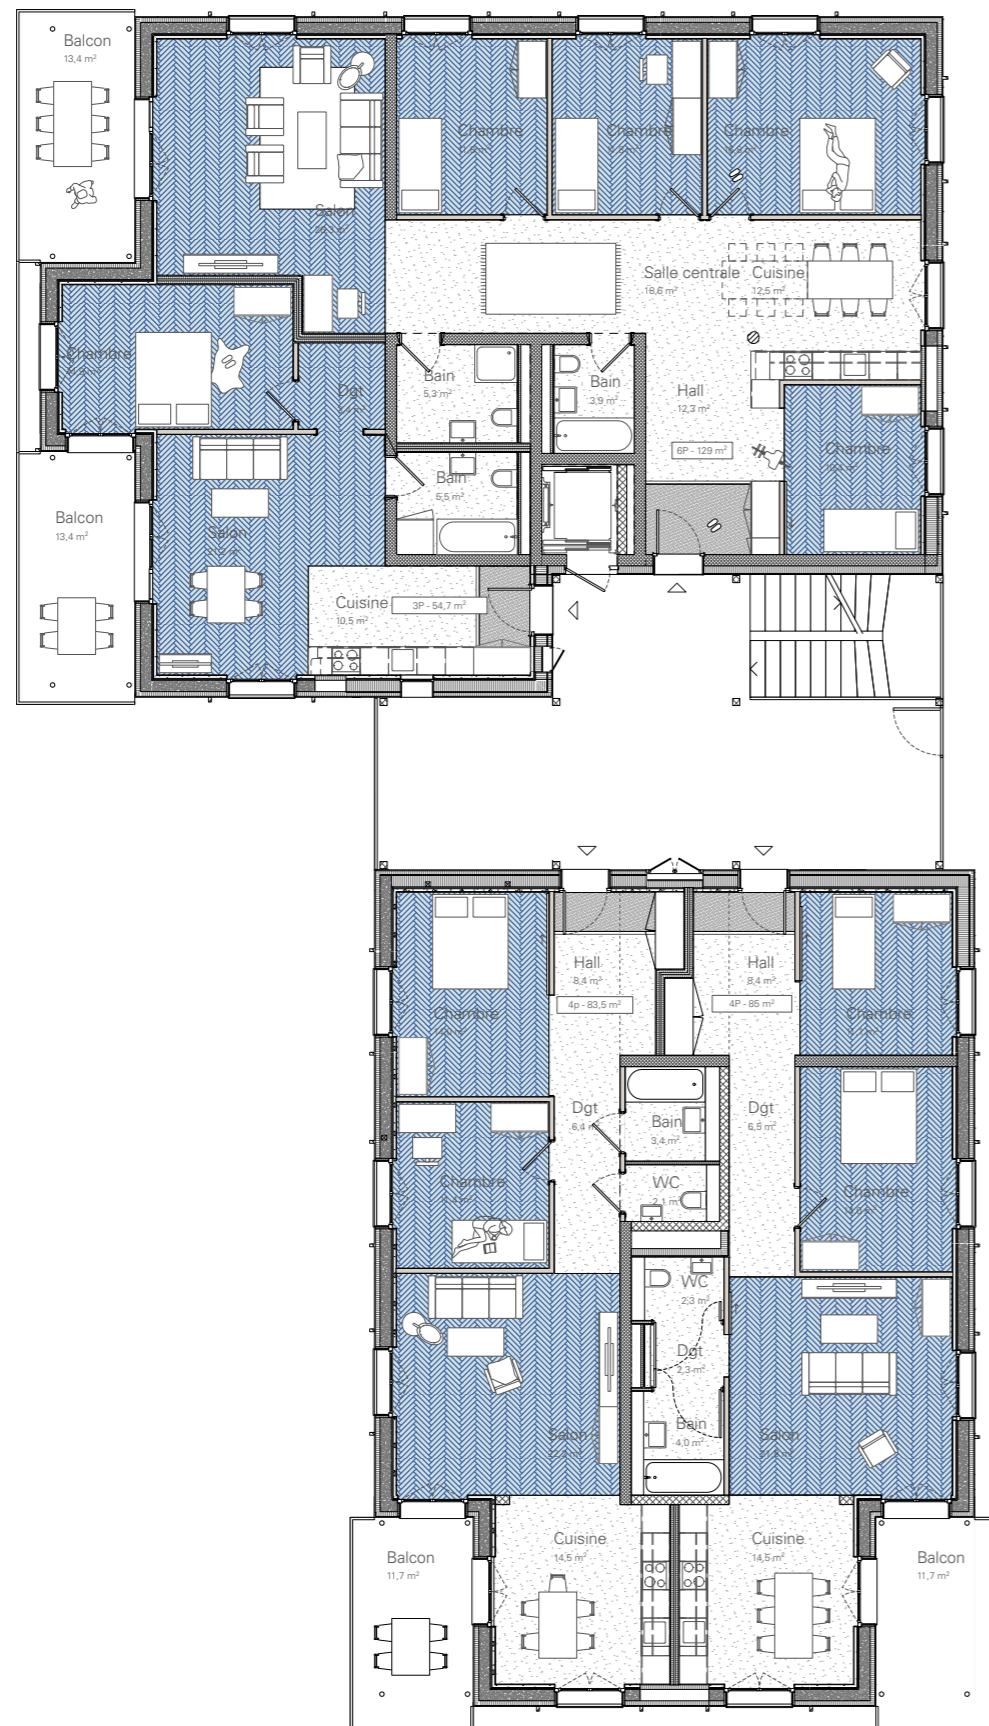 Balcon
13,4 m²
Chambre
Chambre
Chambre
Salon
Salle centrale
18,6 m²
Cuisine
12,5 m²
Chambre
Dgt
Bain
5,3 m²
Bain
3,9 m²
Hall
12,3 m²
6P - 129 m²
Chambre
Bain
5,5 m²
Balcon
13,4 m²
Salon
Cuisine
10,5 m²
3P - 54,7 m²
Hall
8,4 m²
4p - 83,5 m²
Hall
8,4 m²
4P - 85 m²
Chambre
Chambre
Dgt
6,4 m²
Bain
3,4 m²
Dgt
6,5 m²
Chambre
WC
2,1 m²
Chambre
WC
2,3 m²
Dgt
2,3 m²
Bain
4,0 m²
Salon
Salon
Cuisine
14,5 m²
Cuisine
14,5 m²
Balcon
11,7 m²
Balcon
11,7 m²